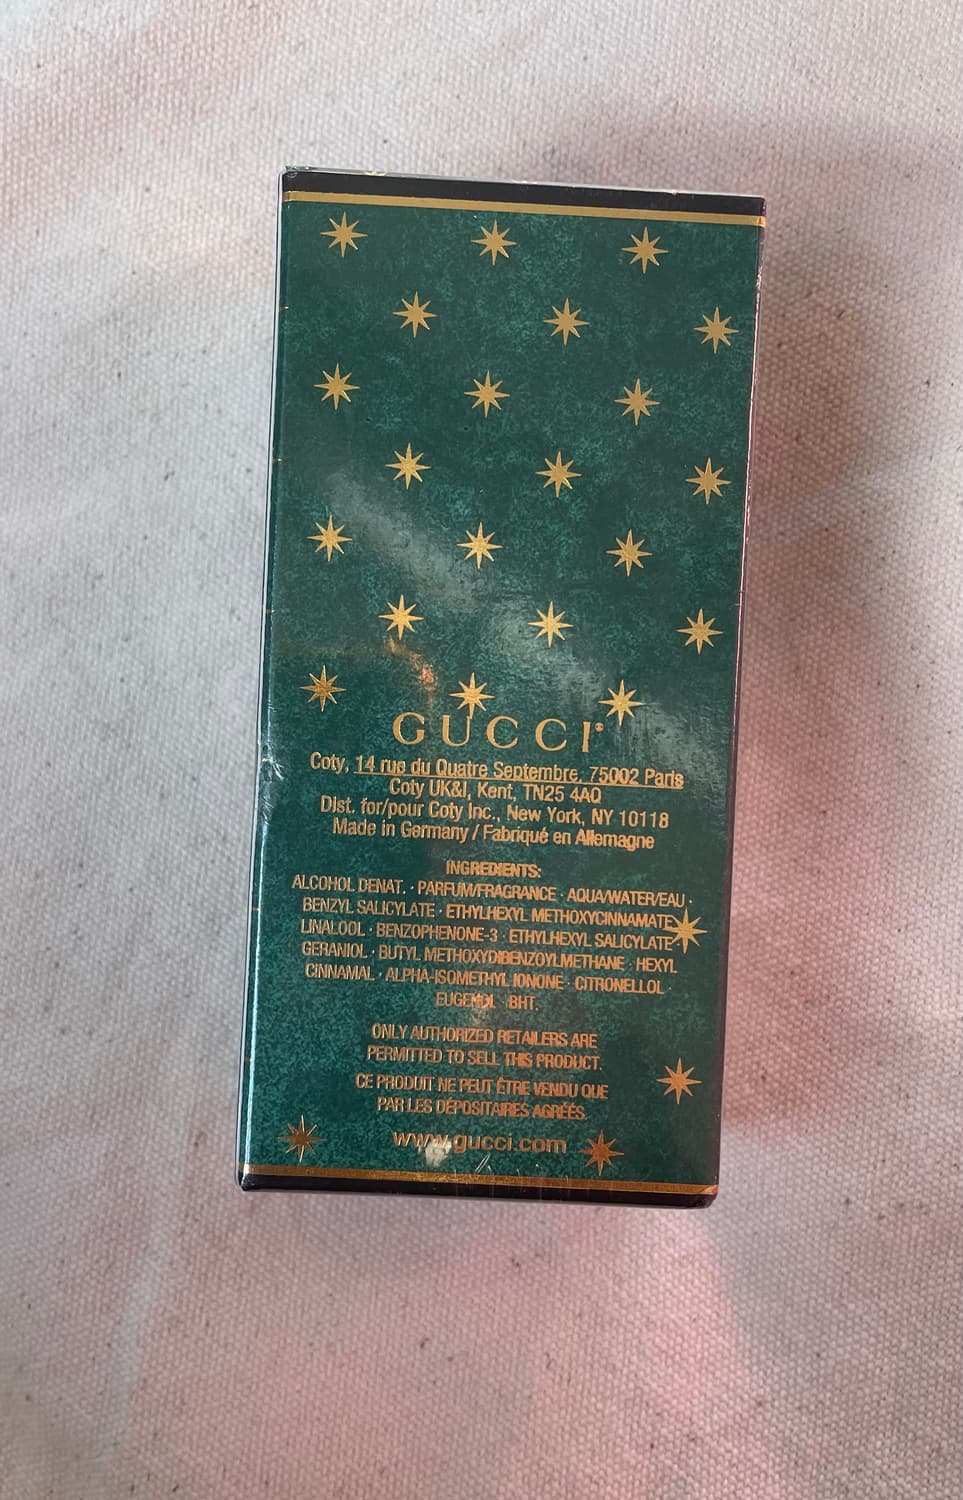 GUCCI®
Coty, 14 rue du Quatre Septembre, 75002 Paris
Coty UK&I, Kent, TN25 4AQ
Dist. for/pour Coty Inc., New York, NY 10118
Made in Germany / Fabriqué en Allemagne
INGREDIENTS:
ALCOHOL DENAT. · PARFUM/FRAGRANCE · AQUA/WATER/EAU ·
BENZYL SALICYLATE · ETHYLHEXYL METHOXYCINNAMATE
LINALOOL · BENZOPHENONE-3 · ETHYLHEXYL SALICYLATE
GERANIOL · BUTYL METHOXYDIBENZOYLMETHANE · HEXYL
CINNAMAL · ALPHA-ISOMETHYL IONONE · CITRONELLOL ·
EUGENOL · BHT.
ONLY AUTHORIZED RETAILERS ARE
PERMITTED TO SELL THIS PRODUCT.
CE PRODUIT NE PEUT ÊTRE VENDU QUE
PAR LES DÉPOSITAIRES AGRÉÉS.
www.gucci.com